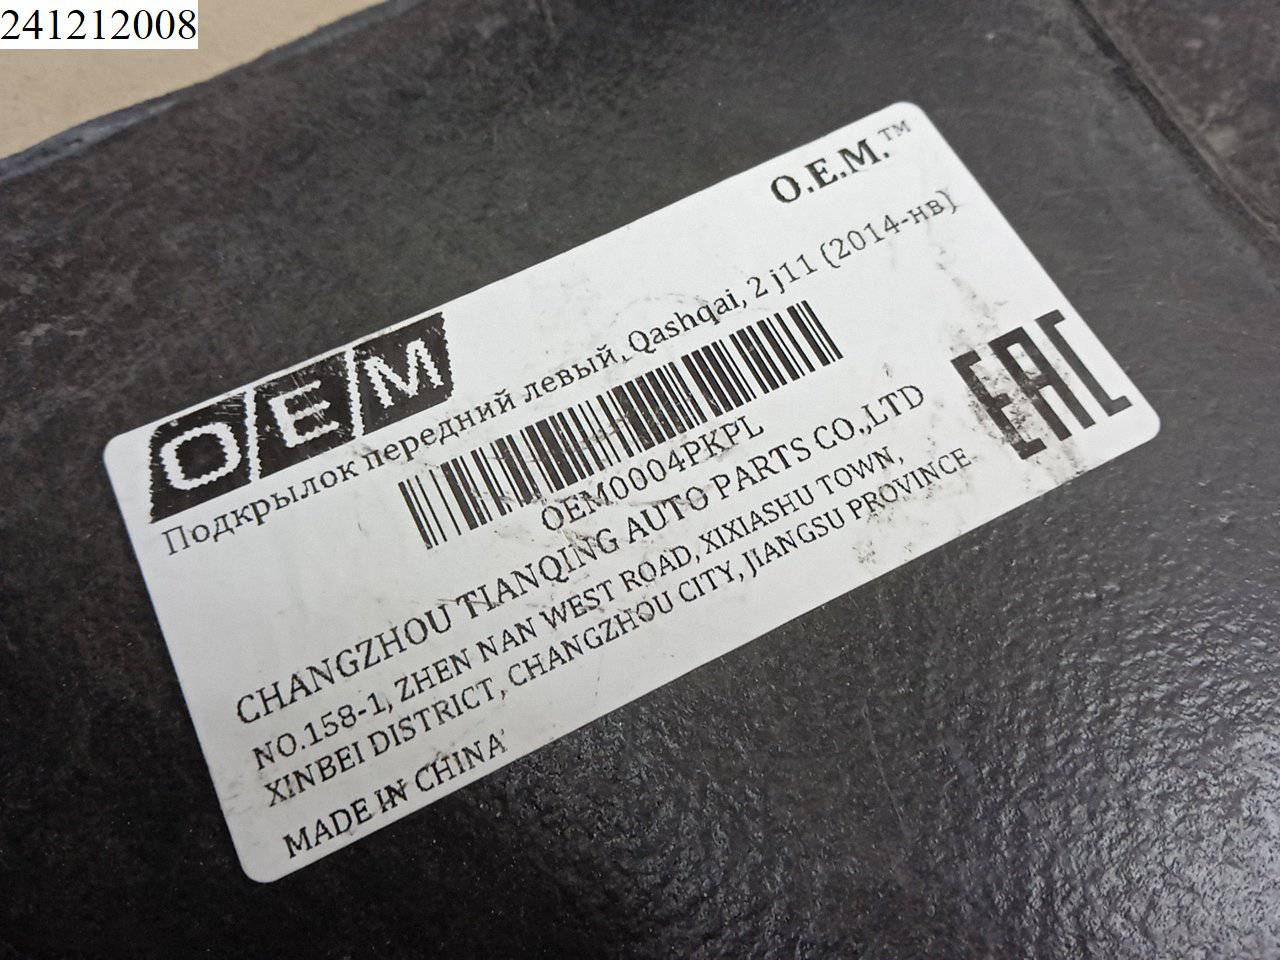 241212008
O.E.M.™
OEM
Подкрылок передний левый, Qashqai, 2 j11 (2014-нв)
OEM0004PKPL
CHANGZHOU TIANQING AUTO PARTS CO.,LTD
NO.158-1, ZHEN NAN WEST ROAD, XIXIASHU TOWN,
XINBEI DISTRICT, CHANGZHOU CITY, JIANGSU PROVINCE
MADE IN CHINA
EAC